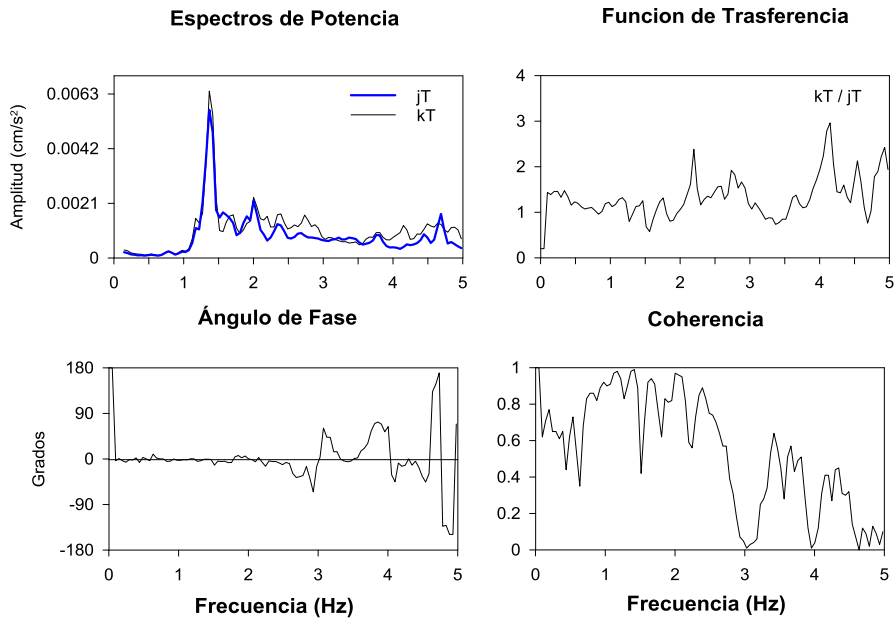 Espectros de Potencia
Funcion de Trasferencia
Amplitud (cm/s²)
0.0063
0.0042
0.0021
0
jT
kT
0 1 2 3 4 5
4
3
2
1
0
kT / jT
0 1 2 3 4 5
Ángulo de Fase
Coherencia
Grados
180
90
0
-90
-180
0 1 2 3 4 5
Frecuencia (Hz)
1
0.8
0.6
0.4
0.2
0
0 1 2 3 4 5
Frecuencia (Hz)